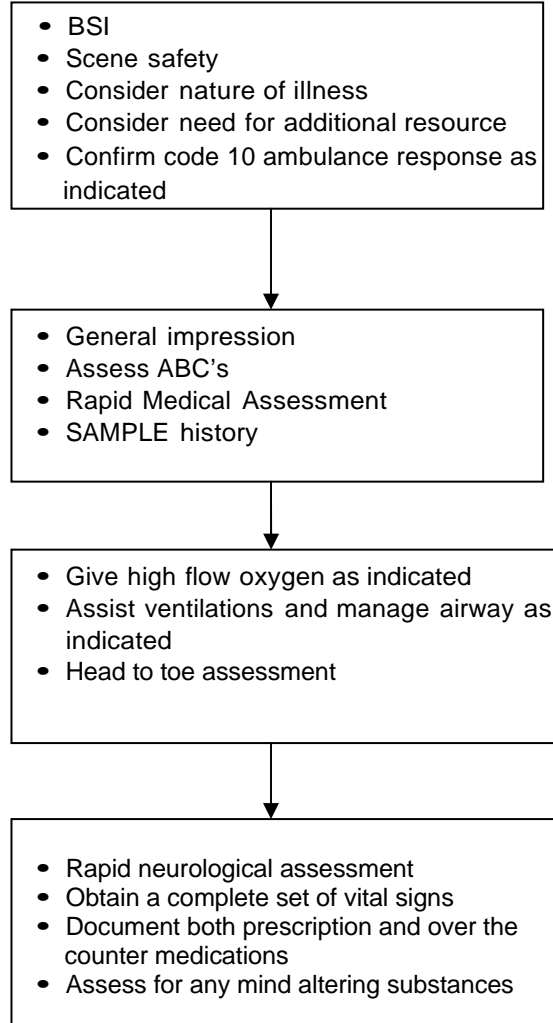 • BSI
• Scene safety
• Consider nature of illness
• Consider need for additional resource
• Confirm code 10 ambulance response as
indicated
• General impression
• Assess ABC’s
• Rapid Medical Assessment
• SAMPLE history
• Give high flow oxygen as indicated
• Assist ventilations and manage airway as
indicated
• Head to toe assessment
• Rapid neurological assessment
• Obtain a complete set of vital signs
• Document both prescription and over the
counter medications
• Assess for any mind altering substances